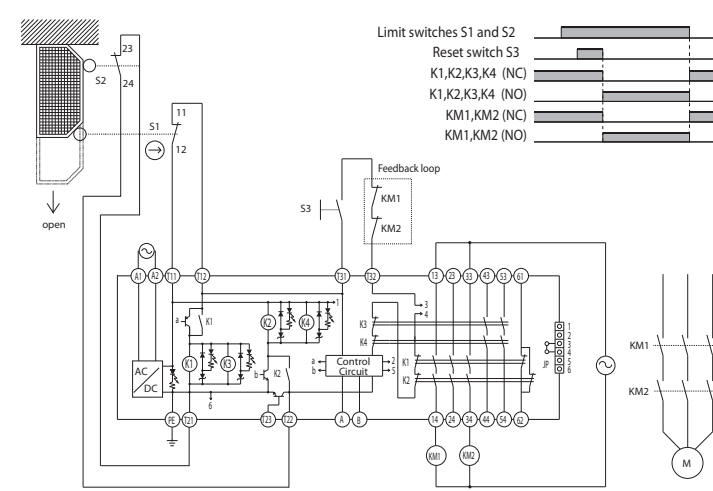 Limit switches S1 and S2
Reset switch S3
K1,K2,K3,K4 (NC)
K1,K2,K3,K4 (NO)
KM1,KM2 (NC)
KM1,KM2 (NO)
23
S2
24
11
S1
12
open
Feedback loop
S3
KM1
KM2
A1 A2 T11 T12 T31 T32 13 23 33 43 53 61
1
a K1
K2 K4
3
4
K3
K4
1
2
3
4
5
6
JP
K1 K3
b K2
a
b
Control
Circuit
2
5
K1
K2
AC
DC
6
PE T21 T23 T22 A B 14 24 34 44 54 62
KM1 KM2
KM1
KM2
M